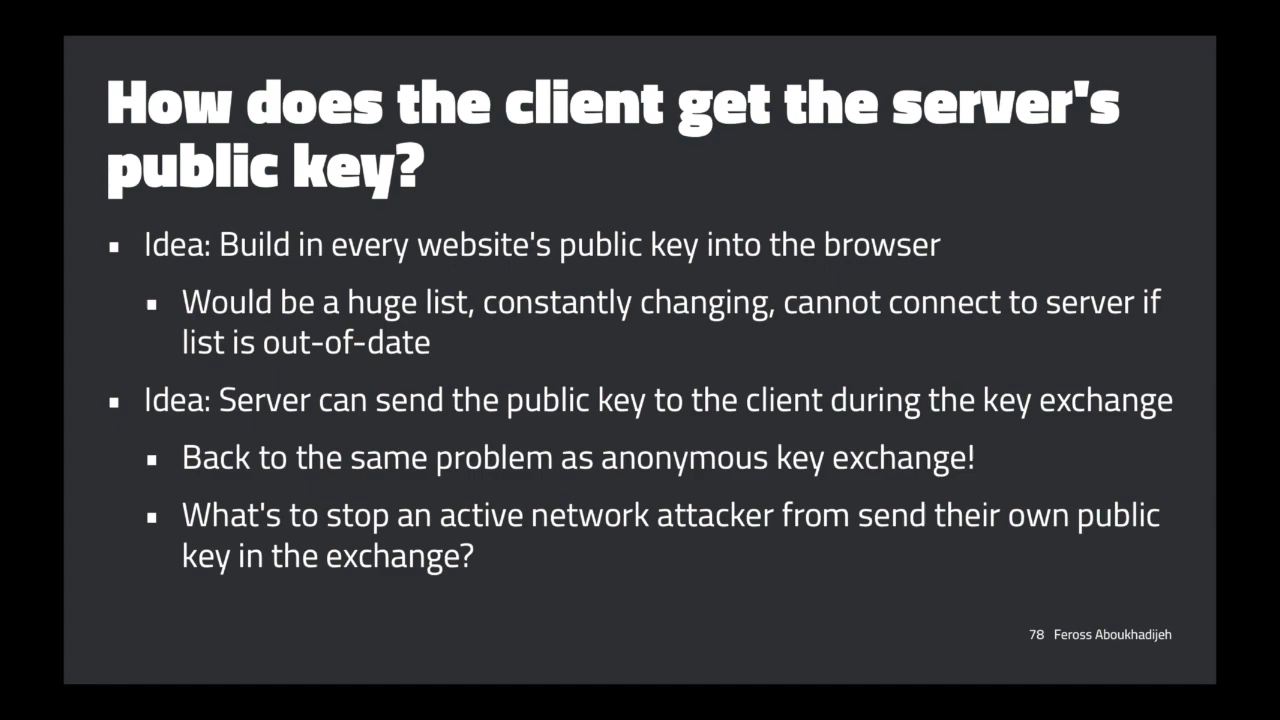 How does the client get the server's
public key?
▪ Idea: Build in every website's public key into the browser
▪ Would be a huge list, constantly changing, cannot connect to server if
list is out-of-date
▪ Idea: Server can send the public key to the client during the key exchange
▪ Back to the same problem as anonymous key exchange!
▪ What's to stop an active network attacker from send their own public
key in the exchange?
78 Feross Aboukhadijeh